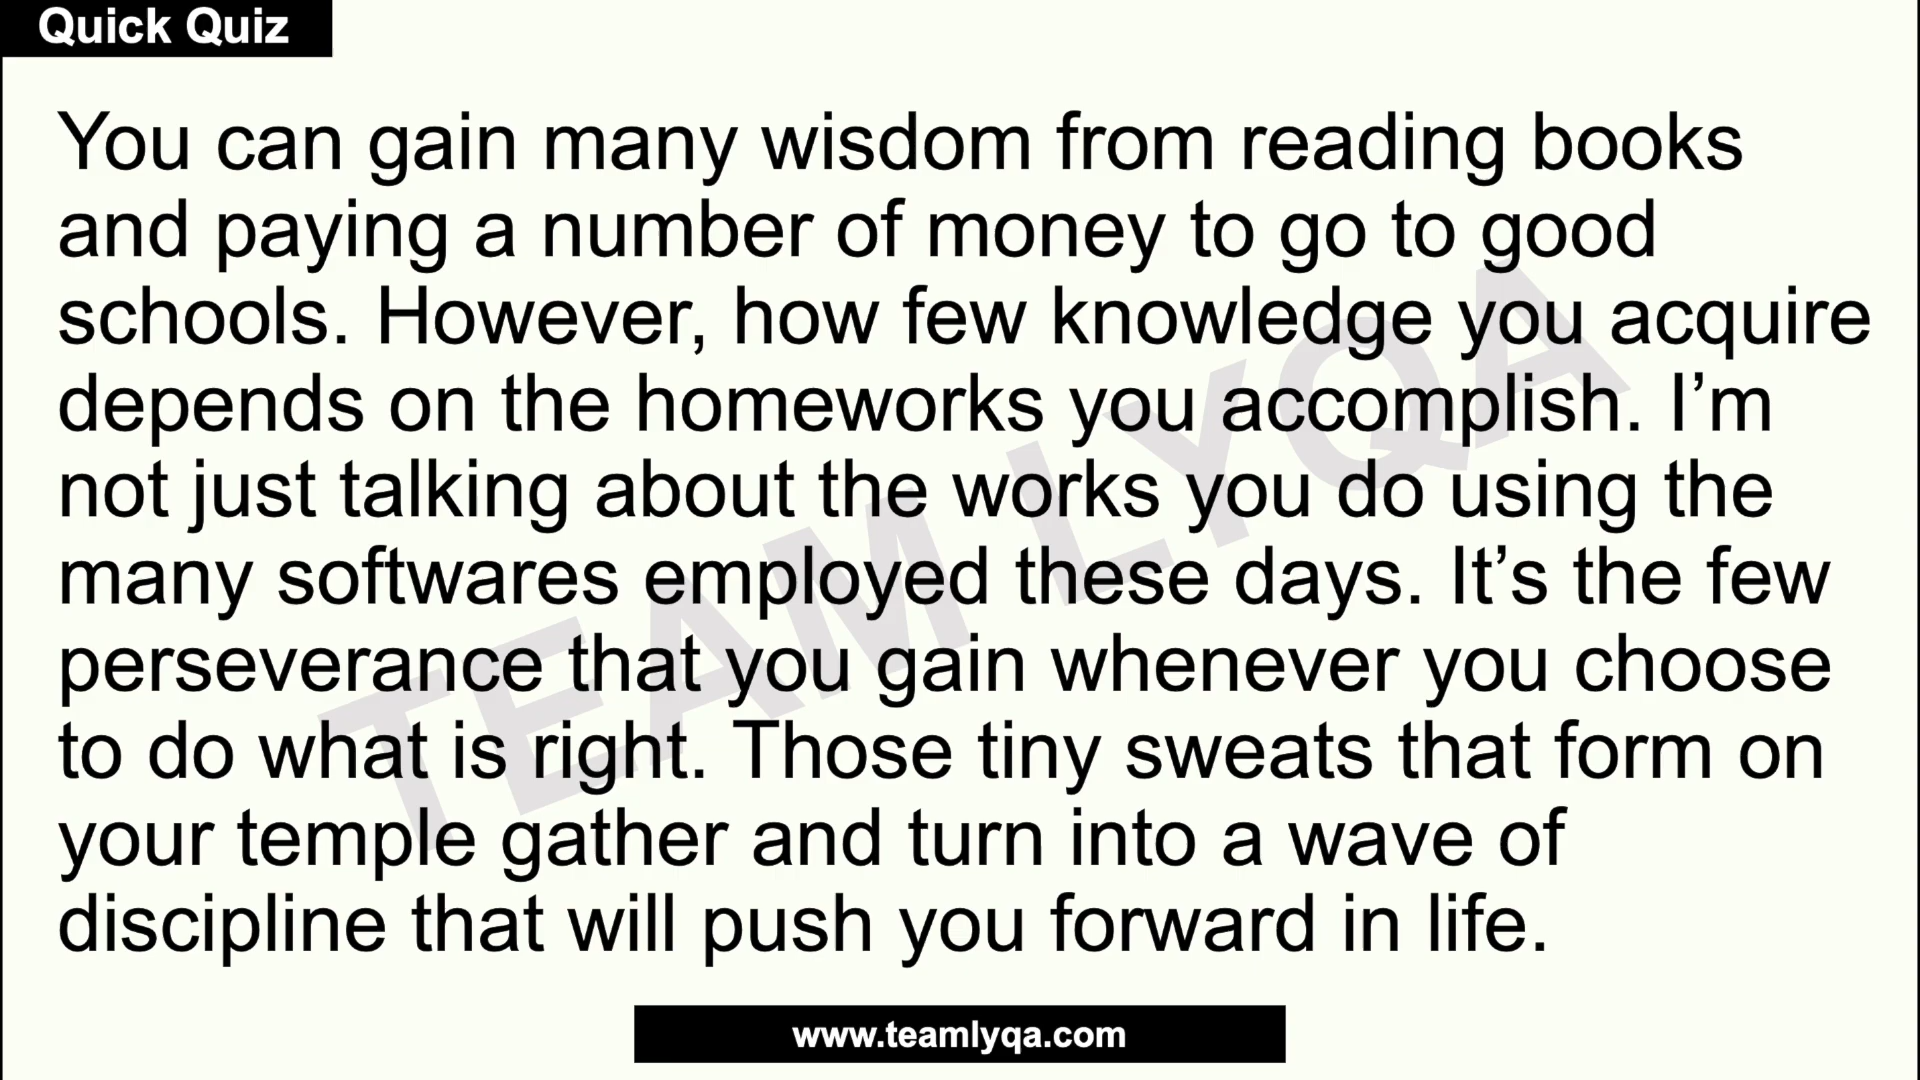 Quick Quiz
You can gain many wisdom from reading books
and paying a number of money to go to good
schools. However, how few knowledge you acquire
depends on the homeworks you accomplish. I’m
not just talking about the works you do using the
many softwares employed these days. It’s the few
perseverance that you gain whenever you choose
to do what is right. Those tiny sweats that form on
your temple gather and turn into a wave of
discipline that will push you forward in life.
TEAM LYQA
www.teamlyqa.com